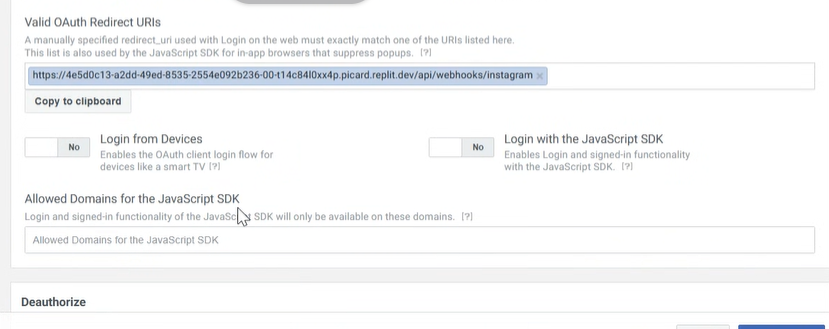 Valid OAuth Redirect URIs
A manually specified redirect_uri used with Login on the web must exactly match one of the URIs listed here.
This list is also used by the JavaScript SDK for in-app browsers that suppress popups. [?]
https://4e5d0c13-a2dd-49ed-8535-2554e092b236-00-t14c84l0xx4p.picard.replit.dev/api/webhooks/instagram ×
Copy to clipboard
No
Login from Devices
Enables the OAuth client login flow for
devices like a smart TV [?]
No
Login with the JavaScript SDK
Enables Login and signed-in functionality
with the JavaScript SDK. [?]
Allowed Domains for the JavaScript SDK
Login and signed-in functionality of the JavaScript SDK will only be available on these domains. [?]
Allowed Domains for the JavaScript SDK
Deauthorize